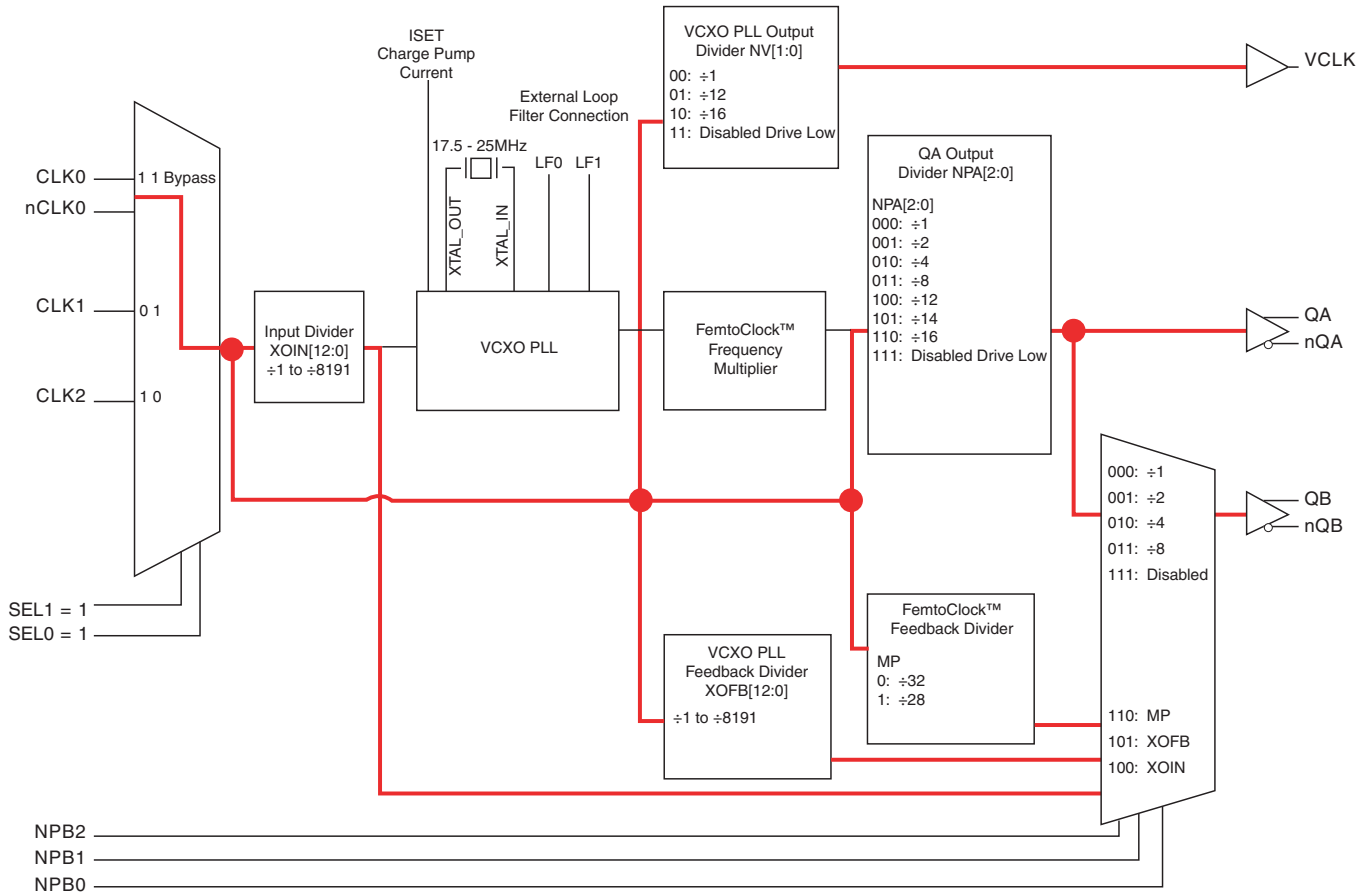 ISET
Charge Pump
Current
External Loop
Filter Connection
17.5 - 25MHz
LF0 LF1
XTAL_OUT
XTAL_IN
VCXO PLL Output
Divider NV[1:0]
00: ÷1
01: ÷12
10: ÷16
11: Disabled Drive Low
VCLK
CLK0
nCLK0
CLK1
CLK2
1 1 Bypass
0 1
1 0
SEL1 = 1
SEL0 = 1
Input Divider
XOIN[12:0]
÷1 to ÷8191
VCXO PLL
FemtoClock™
Frequency
Multiplier
QA Output
Divider NPA[2:0]
NPA[2:0]
000: ÷1
001: ÷2
010: ÷4
011: ÷8
100: ÷12
101: ÷14
110: ÷16
111: Disabled Drive Low
QA
nQA
000: ÷1
001: ÷2
010: ÷4
011: ÷8
111: Disabled
110: MP
101: XOFB
100: XOIN
QB
nQB
FemtoClock™
Feedback Divider
MP
0: ÷32
1: ÷28
VCXO PLL
Feedback Divider
XOFB[12:0]
÷1 to ÷8191
NPB2
NPB1
NPB0